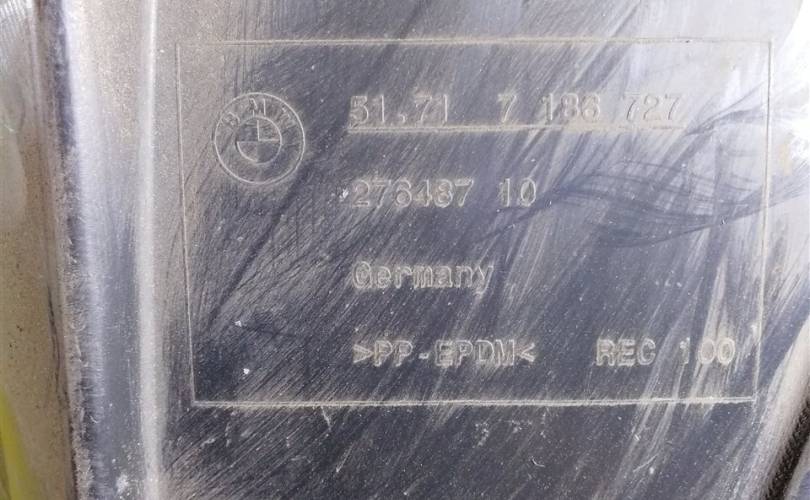 BMW
51.71 7 186 727
276487 10
Germany
>PP-EPDM< REC 100